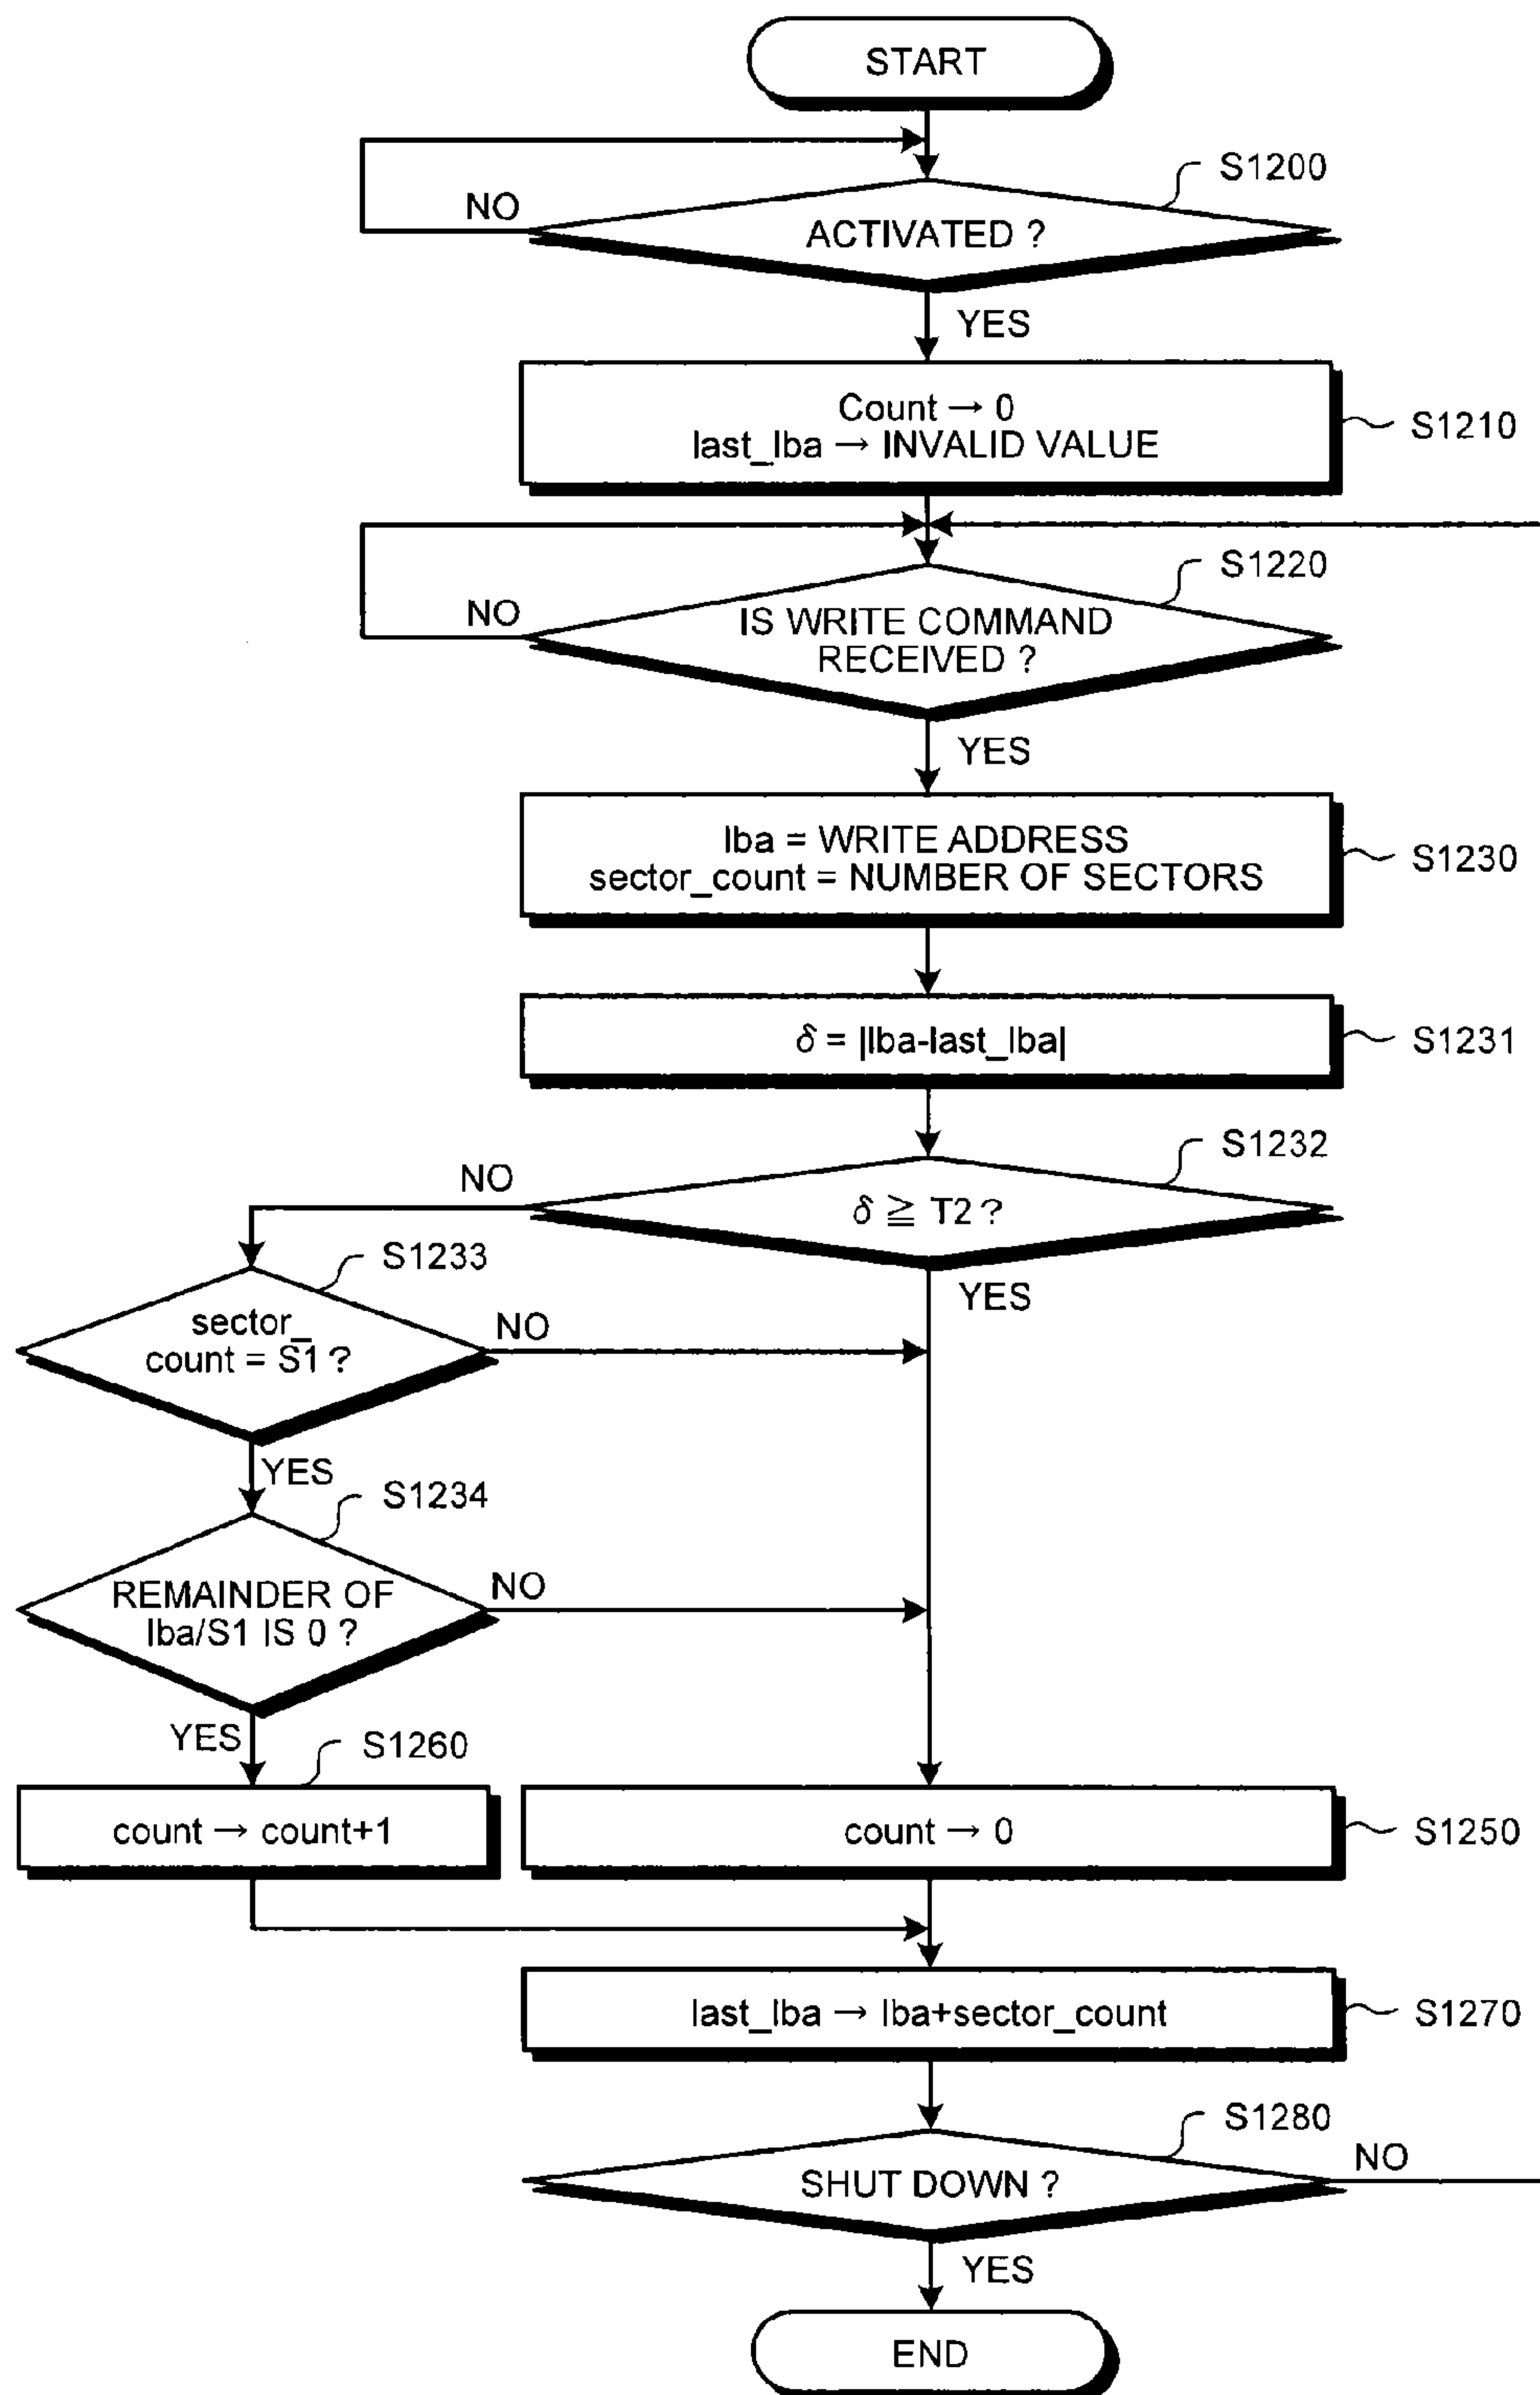 START
S1200
NO
ACTIVATED ?
YES
Count → 0
last_lba → INVALID VALUE
S1210
S1220
NO
IS WRITE COMMAND
RECEIVED ?
YES
lba = WRITE ADDRESS
sector_count = NUMBER OF SECTORS
S1230
δ = |lba-last_lba|
S1231
S1232
NO
δ ≧ T2 ?
YES
S1233
sector_
count = S1 ?
NO
YES
S1234
REMAINDER OF
lba/S1 IS 0 ?
NO
YES
S1260
count → count+1
count → 0
S1250
last_lba → lba+sector_count
S1270
S1280
SHUT DOWN ?
NO
YES
END